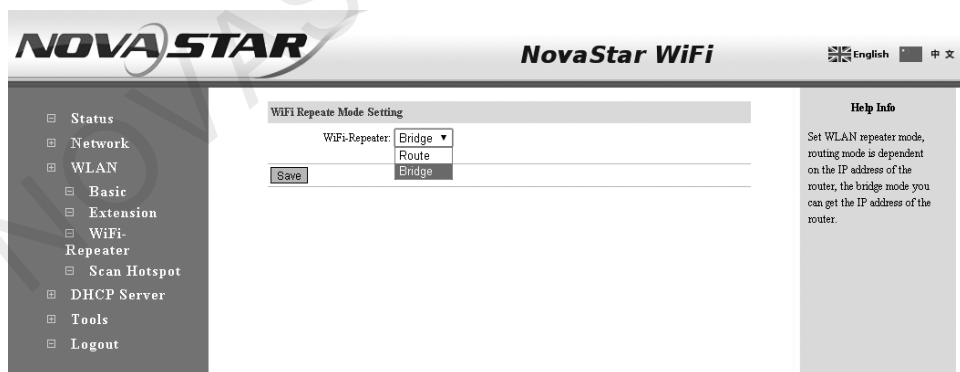 NOVASTAR
NovaStar WiFi
English 中文
Status
Network
WLAN
Basic
Extension
WiFi-
Repeater
Scan Hotspot
DHCP Server
Tools
Logout
WiFi Repeate Mode Setting
WiFi-Repeater: Bridge
Route
Bridge
Save
Help Info
Set WLAN repeater mode,
routing mode is dependent
on the IP address of the
router, the bridge mode you
can get the IP address of the
router.
NOVAS